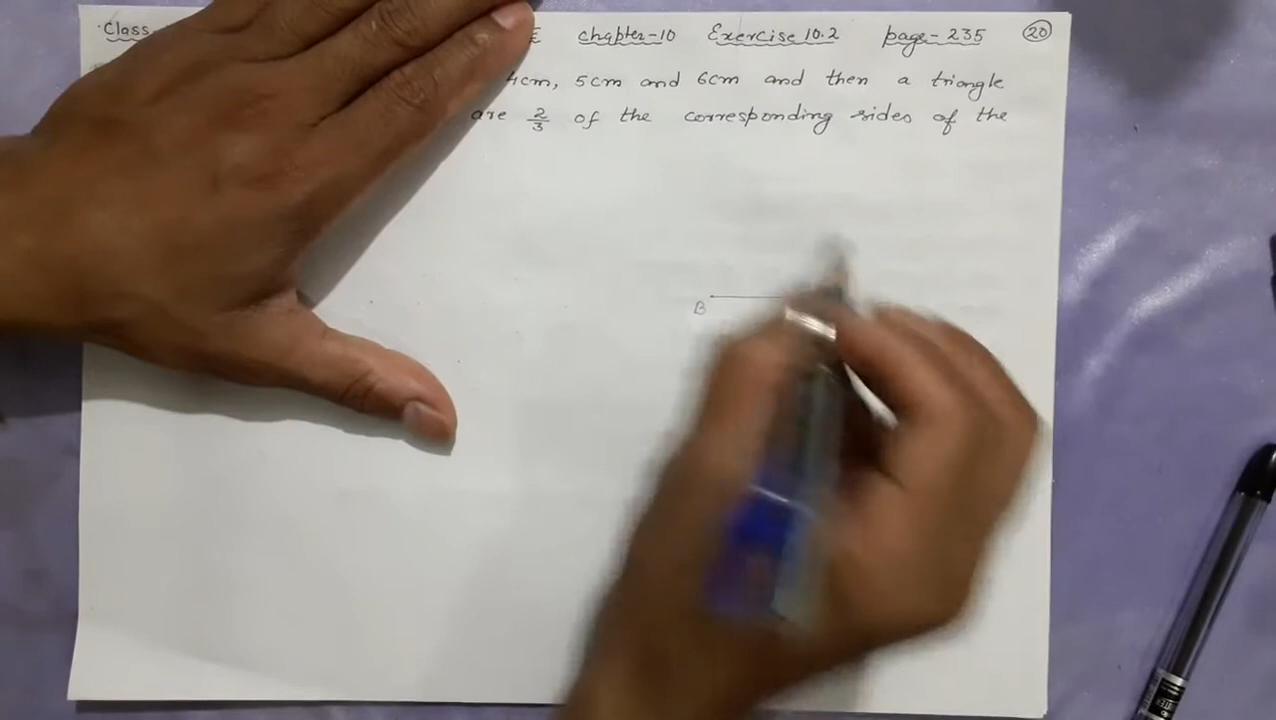 Class chapter-10 Exercise 10.2 page-235 20
4cm, 5cm and 6cm and then a triangle
are 2/3 of the corresponding sides of the
B